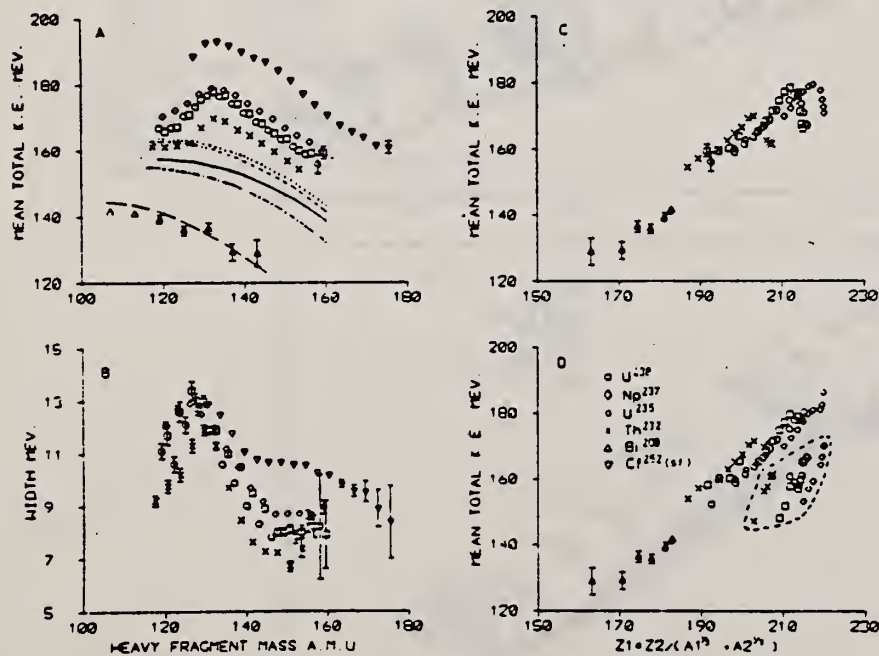 A
MEAN TOTAL K.E. MEV.
200
180
160
140
120
100 120 140 160 180
C
MEAN TOTAL K.E. MEV.
200
180
160
140
120
150 170 190 210 230
B
WIDTH MEV.
15
13
11
9
7
5
100 120 140 160 180
HEAVY FRAGMENT MASS A.M.U
D
MEAN TOTAL K E MEV.
200
180
160
140
120
Np237
U235
Th232
Cf252(sf)
150 170 190 210 230